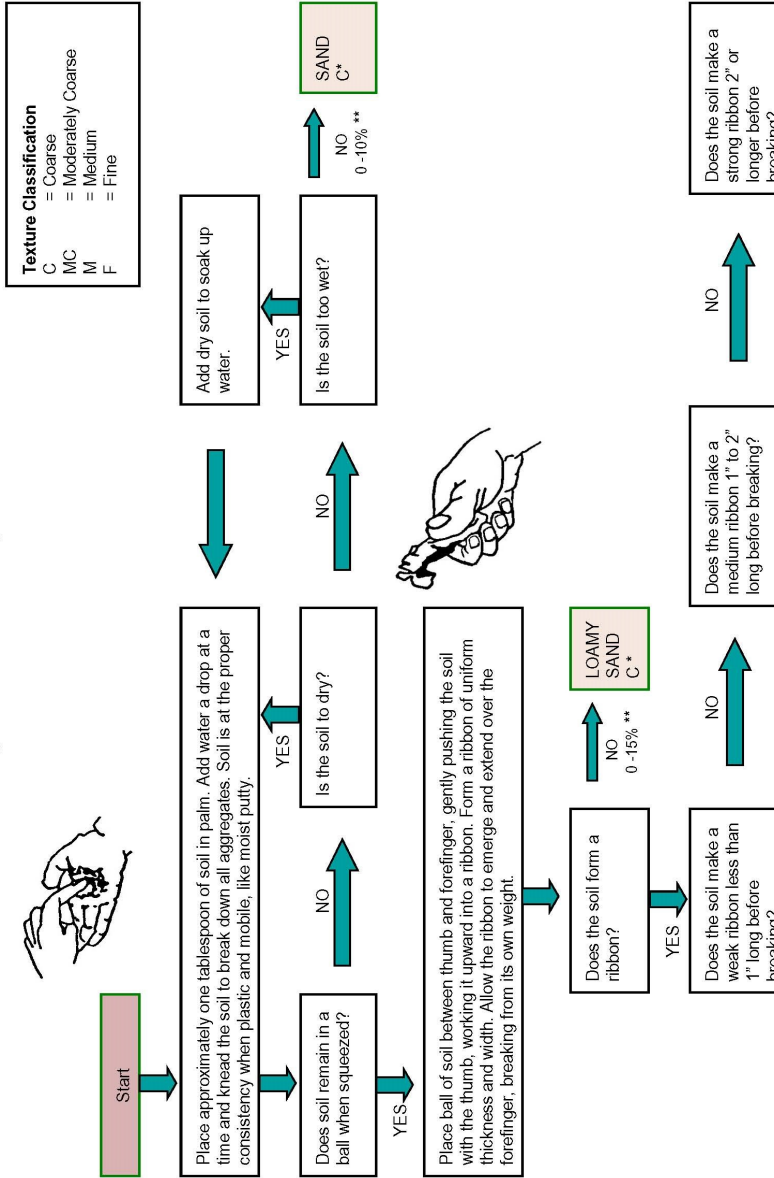 Texture Classification
C = Coarse
MC = Moderately Coarse
M = Medium
F = Fine
Start
Place approximately one tablespoon of soil in palm. Add water a drop at a
time and knead the soil to break down all aggregates. Soil is at the proper
consistency when plastic and mobile, like moist putty.
Add dry soil to soak up
water.
YES
YES
Does soil remain in a
ball when squeezed?
NO
Is the soil to dry?
NO
Is the soil too wet?
NO
0 -10% **
SAND
C*
YES
Place ball of soil between thumb and forefinger, gently pushing the soil
with the thumb, working it upward into a ribbon. Form a ribbon of uniform
thickness and width. Allow the ribbon to emerge and extend over the
forefinger, breaking from its own weight.
Does the soil form a
ribbon?
NO
0 -15% **
LOAMY
SAND
C *
YES
Does the soil make a
weak ribbon less than
1” long before
breaking?
NO
Does the soil make a
medium ribbon 1” to 2”
long before breaking?
NO
Does the soil make a
strong ribbon 2” or
longer before
breaking?